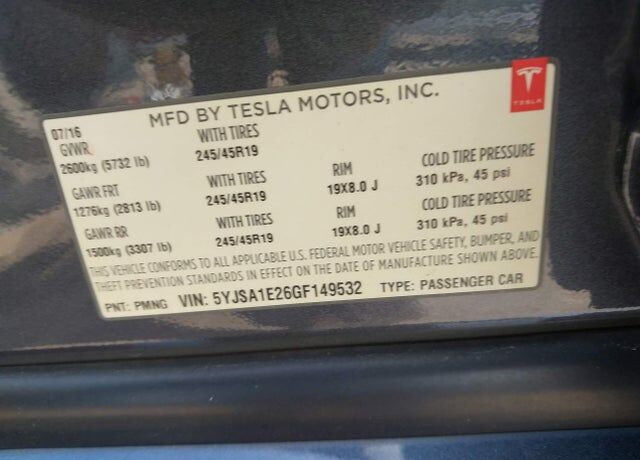 MFD BY TESLA MOTORS, INC.
TESLA
07/16
GVWR WITH TIRES
2600kg (5732 lb) 245/45R19
GAWR FRT WITH TIRES RIM COLD TIRE PRESSURE
1276kg (2813 lb) 245/45R19 19X8.0 J 310 kPa, 45 psi
GAWR RR WITH TIRES RIM COLD TIRE PRESSURE
1500kg (3307 lb) 245/45R19 19X8.0 J 310 kPa, 45 psi
THIS VEHICLE CONFORMS TO ALL APPLICABLE U.S. FEDERAL MOTOR VEHICLE SAFETY, BUMPER, AND
THEFT PREVENTION STANDARDS IN EFFECT ON THE DATE OF MANUFACTURE SHOWN ABOVE.
PNT: PMNG VIN: 5YJSA1E26GF149532 TYPE: PASSENGER CAR